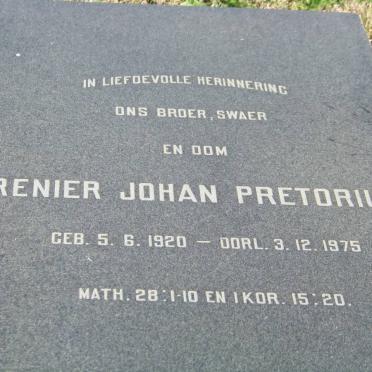 IN LIEFDEVOLLE HERINNERING
ONS BROER, SWAER
EN OOM
RENIER JOHAN PRETORIU
GEB. 5. 6. 1920 — OORL. 3. 12. 1975
MATH. 28:1-10 EN 1 KOR. 15:20.